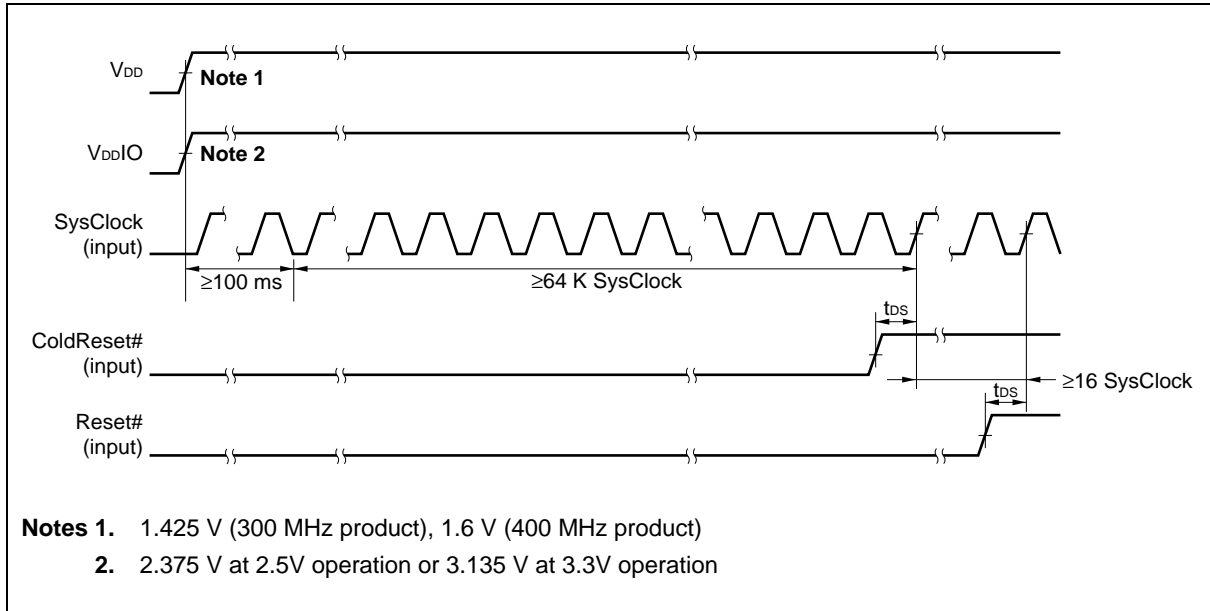 VDD
Note 1
VDDIO
Note 2
SysClock
(input)
≥100 ms
≥64 K SysClock
tDS
ColdReset#
(input)
≥16 SysClock
tDS
Reset#
(input)
Notes 1. 1.425 V (300 MHz product), 1.6 V (400 MHz product)
2. 2.375 V at 2.5V operation or 3.135 V at 3.3V operation